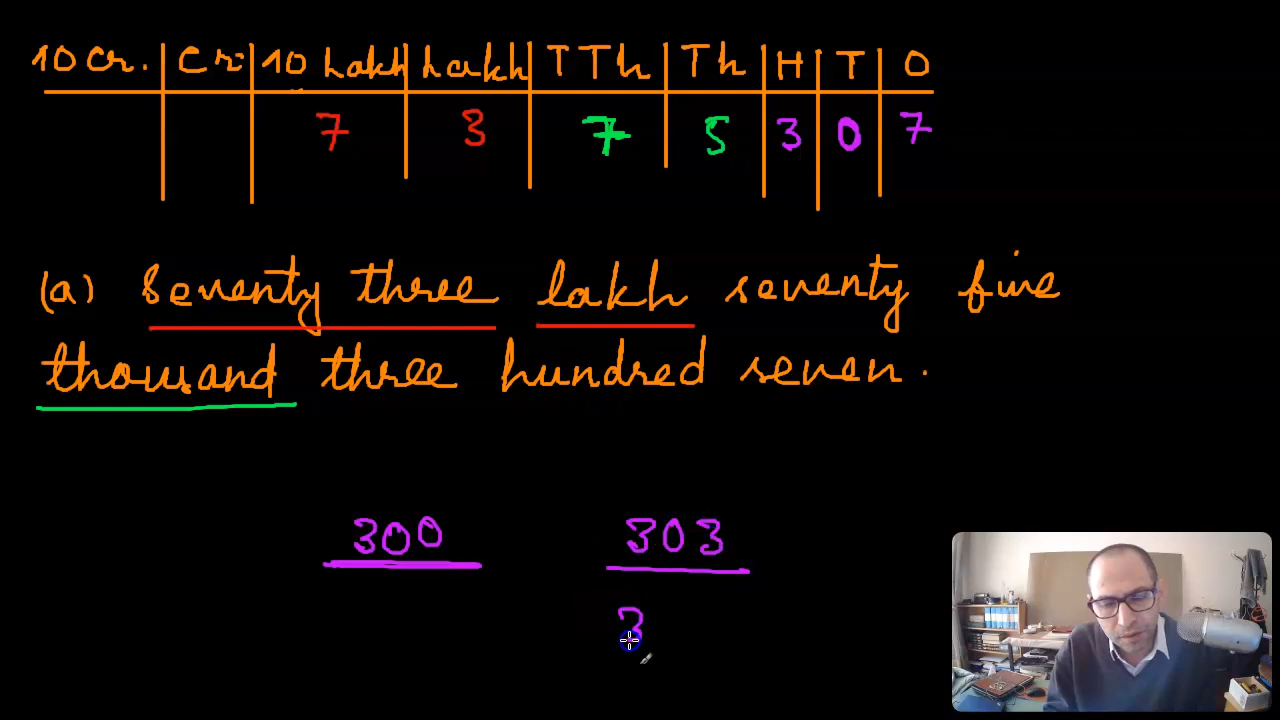 10 Cr. Cr. 10 Lakh Lakh T Th Th H T O
7 3 7 5 3 0 7
(a) Seventy three lakh seventy five
thousand three hundred seven.
300 303
3